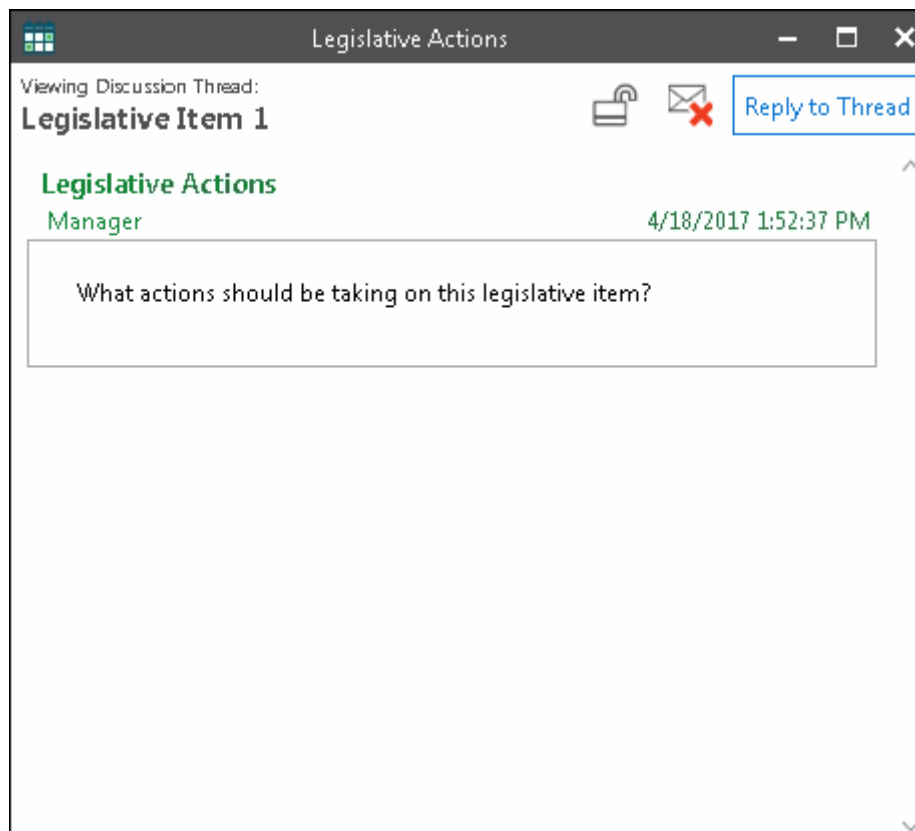 Legislative Actions
Viewing Discussion Thread:
Legislative Item 1
Reply to Thread
Legislative Actions
Manager 4/18/2017 1:52:37 PM
What actions should be taking on this legislative item?